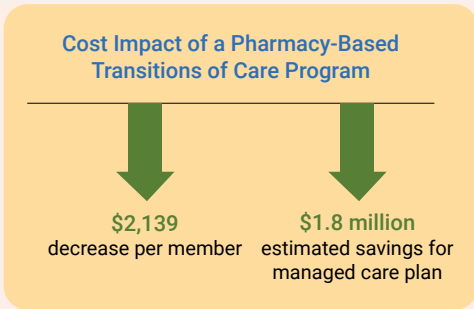 Cost Impact of a Pharmacy-Based
Transitions of Care Program
$2,139
decrease per member
$1.8 million
estimated savings for
managed care plan